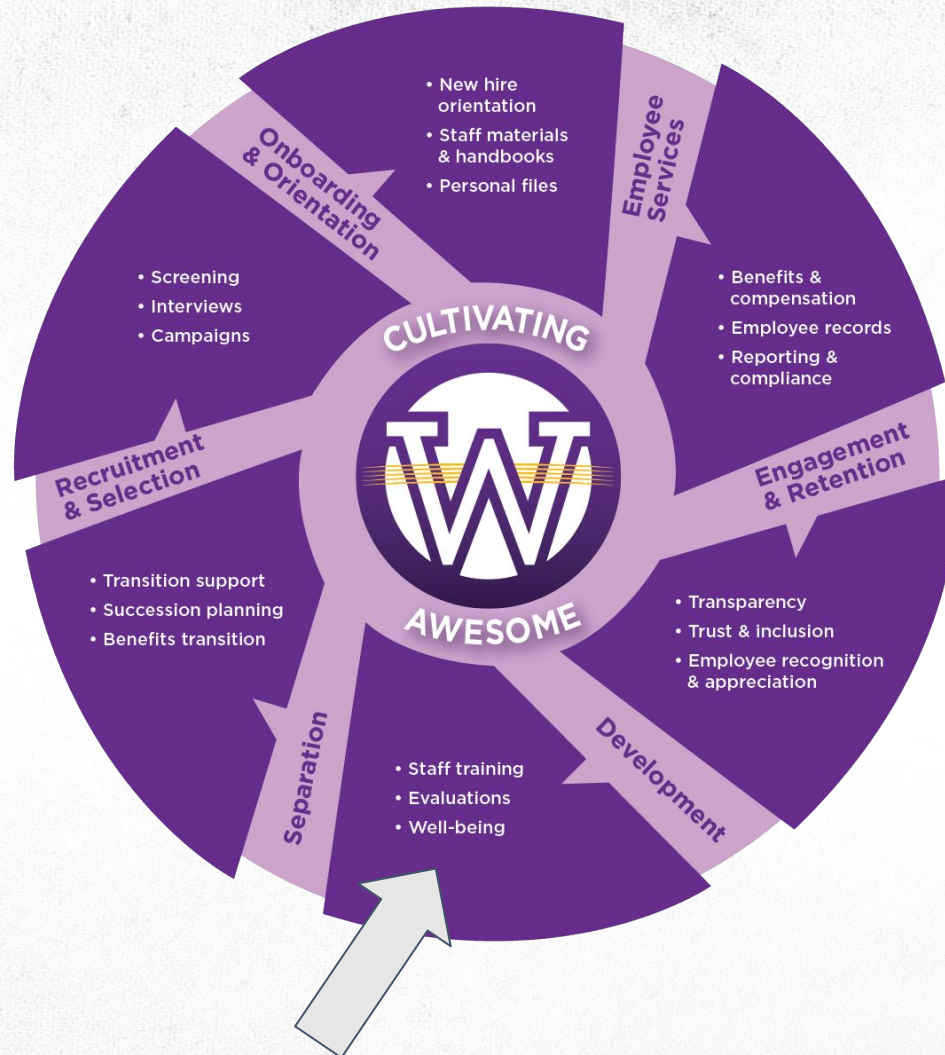 Onboarding
& Orientation
• New hire
orientation
• Staff materials
& handbooks
• Personal files
Employee
Services
• Benefits &
compensation
• Employee records
• Reporting &
compliance
Engagement
& Retention
• Transparency
• Trust & inclusion
• Employee recognition
& appreciation
Development
• Staff training
• Evaluations
• Well-being
Separation
• Transition support
• Succession planning
• Benefits transition
Recruitment
& Selection
• Screening
• Interviews
• Campaigns
CULTIVATING
W
AWESOME